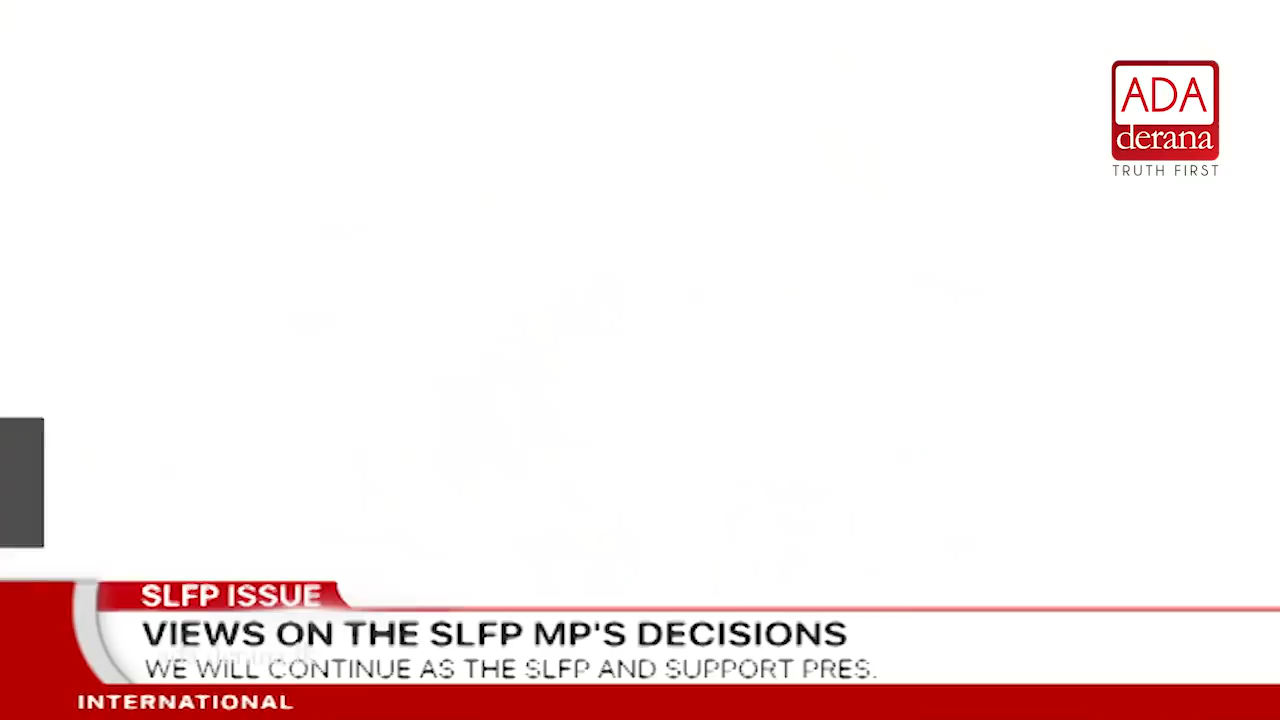 ADA
derana
TRUTH FIRST
SLFP ISSUE
VIEWS ON THE SLFP MP'S DECISIONS
WE WILL CONTINUE AS THE SLFP AND SUPPORT PRES.
INTERNATIONAL